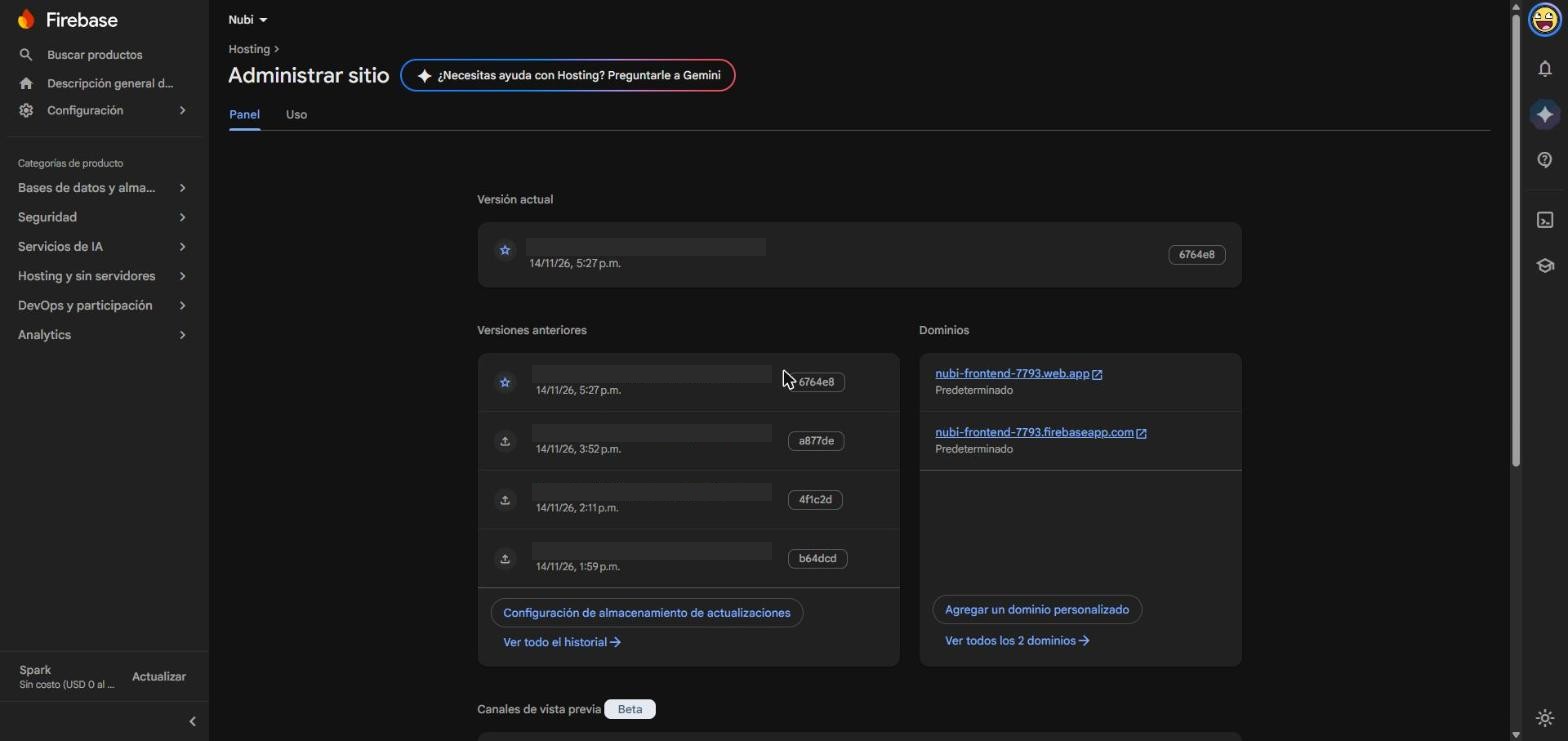 Firebase
Buscar productos
Descripción general d...
Configuración
Categorías de producto
Bases de datos y alma...
Seguridad
Servicios de IA
Hosting y sin servidores
DevOps y participación
Analytics
Spark
Sin costo (USD 0 al ...
Actualizar
Nubi
Hosting
Administrar sitio
¿Necesitas ayuda con Hosting? Preguntarle a Gemini
Panel
Uso
Versión actual
14/11/26, 5:27 p.m.
6764e8
Versiones anteriores
14/11/26, 5:27 p.m.
6764e8
14/11/26, 3:52 p.m.
a877de
14/11/26, 2:11 p.m.
4f1c2d
14/11/26, 1:59 p.m.
b64dcd
Configuración de almacenamiento de actualizaciones
Ver todo el historial
Dominios
nubi-frontend-7793.web.app
Predeterminado
nubi-frontend-7793.firebaseapp.com
Predeterminado
Agregar un dominio personalizado
Ver todos los 2 dominios
Canales de vista previa
Beta